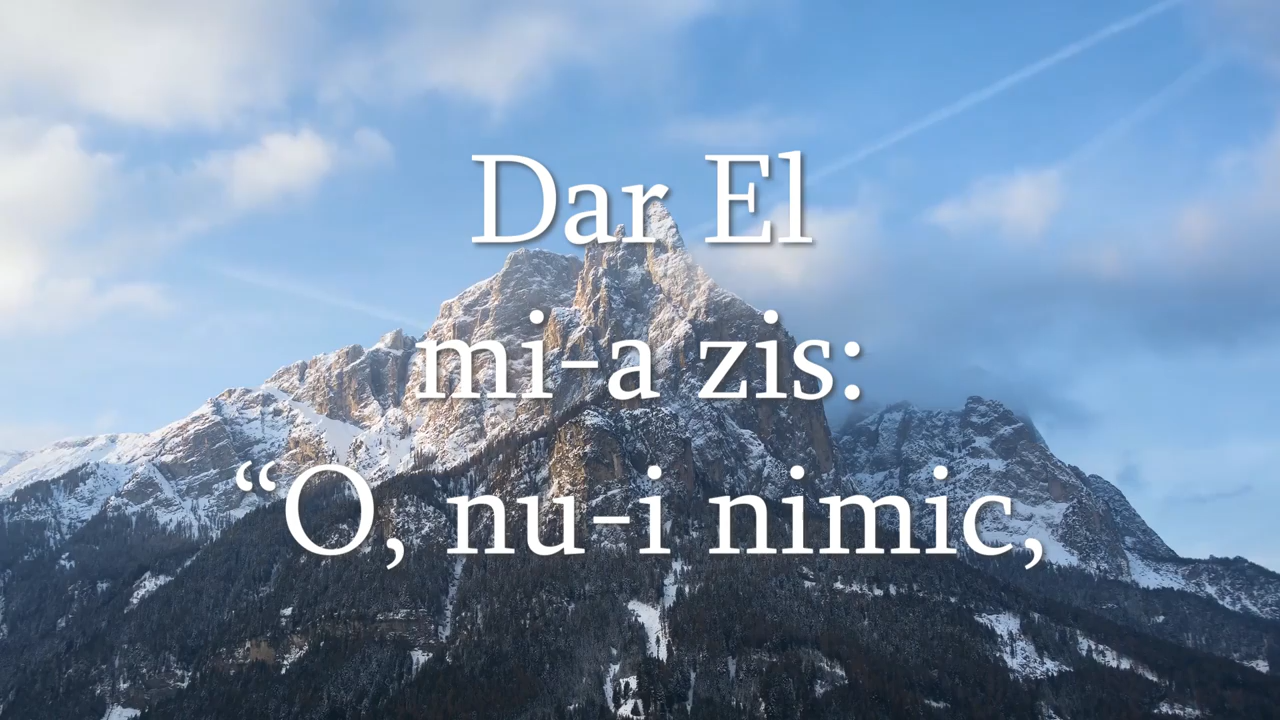 Dar El
mi-a zis:
“O, nu-i nimic,